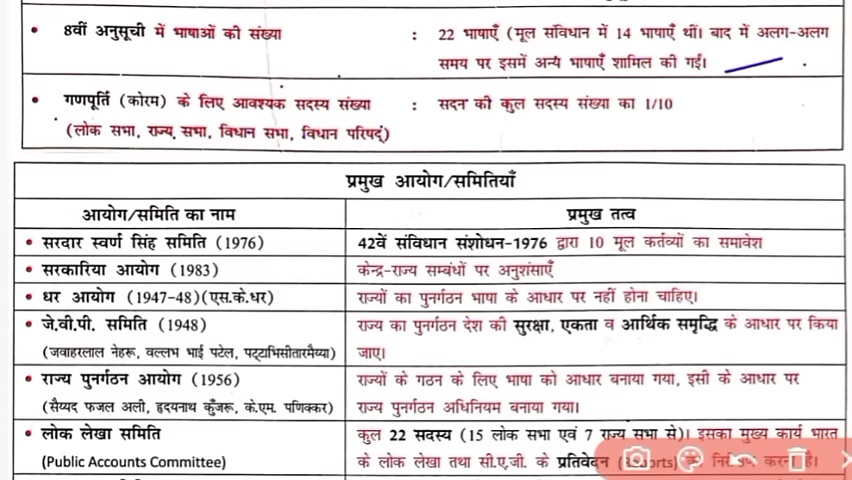 • 8वीं अनुसूची में भाषाओं की संख्या : 22 भाषाएँ (मूल संविधान में 14 भाषाएँ थीं। बाद में अलग-अलग
समय पर इसमें अन्य भाषाएँ शामिल की गईं।
• गणपूर्ति (कोरम) के लिए आवश्यक सदस्य संख्या : सदन की कुल सदस्य संख्या का 1/10
(लोक सभा, राज्य सभा, विधान सभा, विधान परिषद्)
प्रमुख आयोग/समितियाँ
आयोग/समिति का नाम प्रमुख तत्व
• सरदार स्वर्ण सिंह समिति (1976) 42वें संविधान संशोधन-1976 द्वारा 10 मूल कर्तव्यों का समावेश
• सरकारिया आयोग (1983) केन्द्र-राज्य सम्बंधों पर अनुशंसाएँ
• धर आयोग (1947-48)(एस.के.धर) राज्यों का पुनर्गठन भाषा के आधार पर नहीं होना चाहिए।
• जे.वी.पी. समिति (1948) राज्य का पुनर्गठन देश की सुरक्षा, एकता व आर्थिक समृद्धि के आधार पर किया
(जवाहरलाल नेहरू, वल्लभ भाई पटेल, पट्टाभिसीतारमैय्या) जाए।
• राज्य पुनर्गठन आयोग (1956) राज्यों के गठन के लिए भाषा को आधार बनाया गया, इसी के आधार पर
(सैय्यद फजल अली, हृदयनाथ कुँजरू, के.एम. पणिक्कर) राज्य पुनर्गठन अधिनियम बनाया गया।
• लोक लेखा समिति कुल 22 सदस्य (15 लोक सभा एवं 7 राज्य सभा से)। इसका मुख्य कार्य भारत
(Public Accounts Committee) के लोक लेखा तथा सी.ए.जी. के प्रतिवेदन करना है।